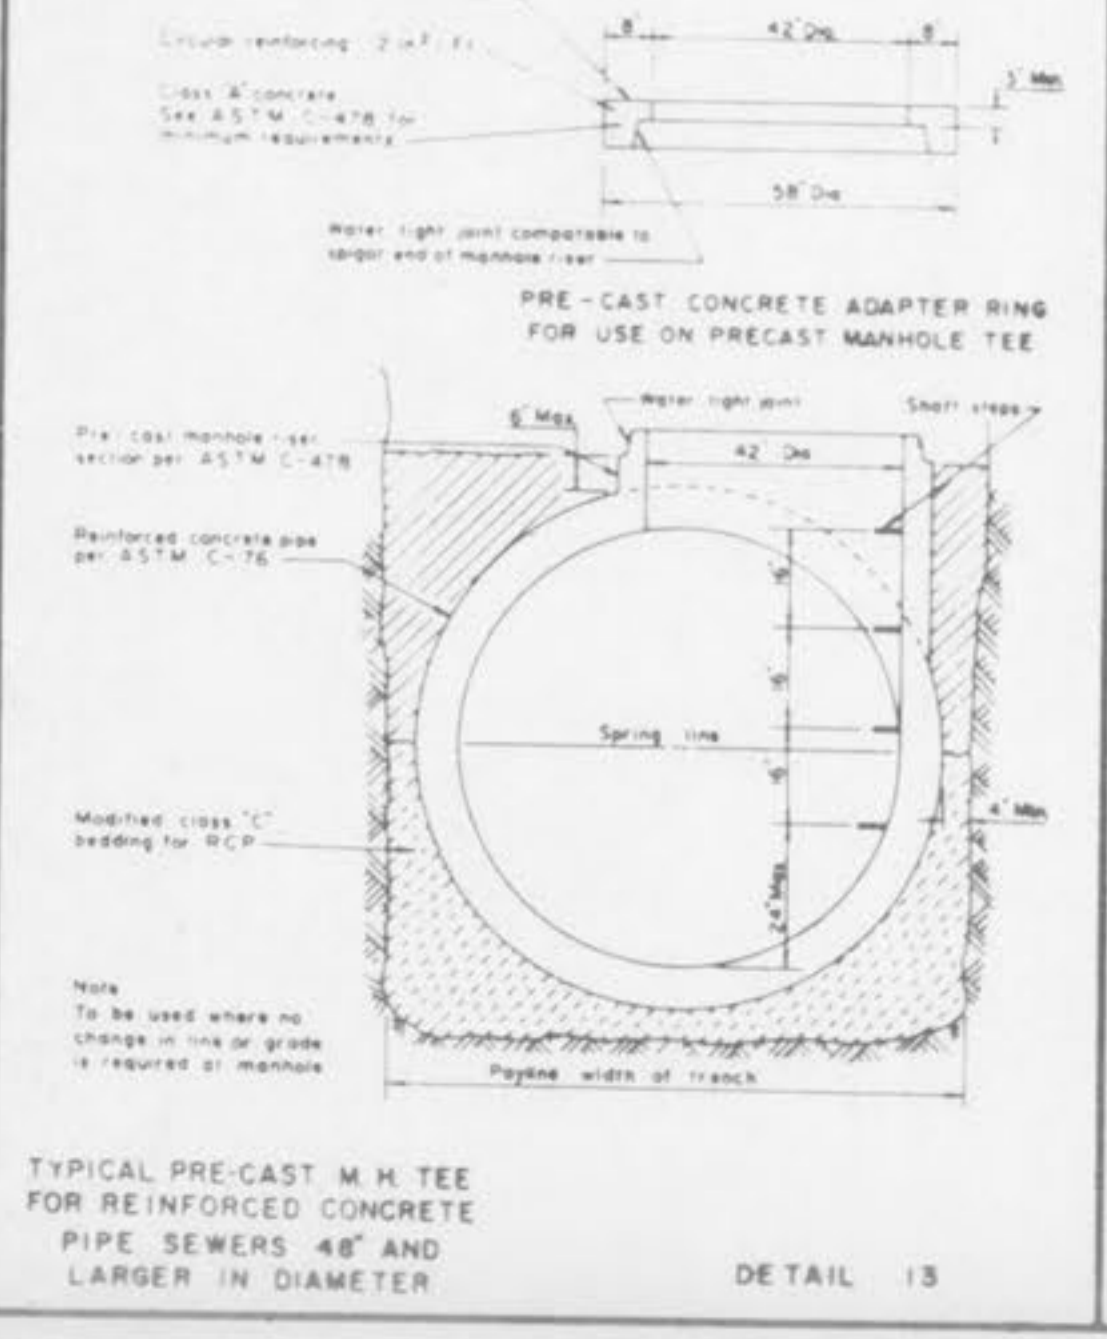 8"
42" Dia
8"
Circular reinforcing
Class "A" concrete
See A S T M C-478 for
minimum requirements
3" Min
58" Dia
Water tight joint compatable to
spigot end of manhole riser
PRE-CAST CONCRETE ADAPTER RING
FOR USE ON PRECAST MANHOLE TEE
6" Max
Water tight joint
Shaft steps
Pre-cast manhole riser
section per ASTM C-478
42" Dia
Reinforced concrete pipe
per ASTM C-76
16"
16"
Spring line
16"
Modified class "C"
bedding for RCP
4" Min
24" Max
Note
To be used where no
change in line or grade
is required at manhole
Payline width of trench
TYPICAL PRE-CAST M. H. TEE
FOR REINFORCED CONCRETE
PIPE SEWERS 48" AND
LARGER IN DIAMETER
DETAIL 13